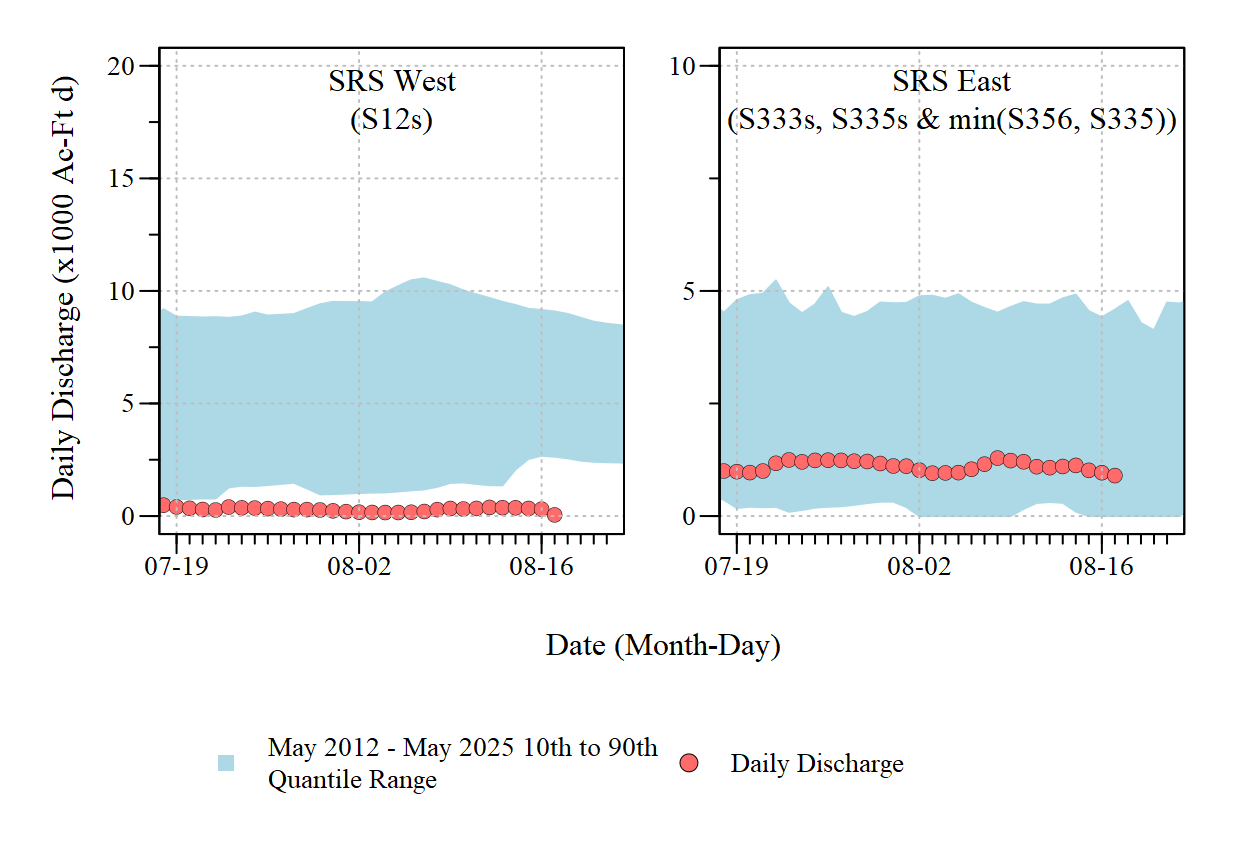 SRS West
(S12s)
SRS East
(S333s, S335s & min(S356, S335))
Daily Discharge (x1000 Ac-Ft d)
20
15
10
5
0
10
5
0
07-19
08-02
08-16
07-19
08-02
08-16
Date (Month-Day)
May 2012 - May 2025 10th to 90th
Quantile Range
Daily Discharge